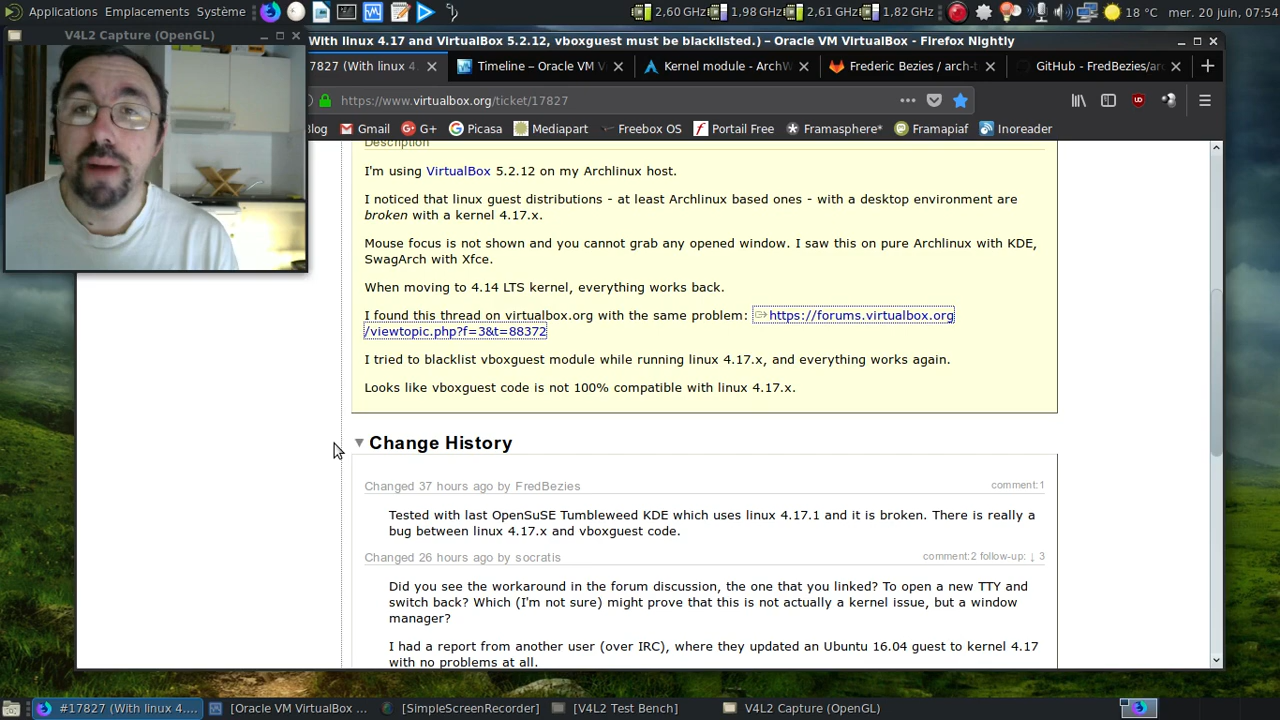 Applications Emplacements Système 2,60 GHz 1,98 GHz 2,61 GHz 1,82 GHz 18 °C mer. 20 juin, 07:54
V4L2 Capture (OpenGL)
With linux 4.17 and VirtualBox 5.2.12, vboxguest must be blacklisted.) – Oracle VM VirtualBox - Firefox Nightly
7827 (With linux 4. Timeline – Oracle VM V Kernel module - ArchW Frederic Bezies / arch-t GitHub - FredBezies/arc
https://www.virtualbox.org/ticket/17827
Blog Gmail G+ Picasa Mediapart Freebox OS Portail Free Framasphere* Framapiaf Inoreader
Description
I'm using VirtualBox 5.2.12 on my Archlinux host.
I noticed that linux guest distributions - at least Archlinux based ones - with a desktop environment are
broken with a kernel 4.17.x.
Mouse focus is not shown and you cannot grab any opened window. I saw this on pure Archlinux with KDE,
SwagArch with Xfce.
When moving to 4.14 LTS kernel, everything works back.
I found this thread on virtualbox.org with the same problem: https://forums.virtualbox.org
/viewtopic.php?f=3&t=88372
I tried to blacklist vboxguest module while running linux 4.17.x, and everything works again.
Looks like vboxguest code is not 100% compatible with linux 4.17.x.
Change History
Changed 37 hours ago by FredBezies comment:1
Tested with last OpenSuSE Tumbleweed KDE which uses linux 4.17.1 and it is broken. There is really a
bug between linux 4.17.x and vboxguest code.
Changed 26 hours ago by socratis comment:2 follow-up: ↓ 3
Did you see the workaround in the forum discussion, the one that you linked? To open a new TTY and
switch back? Which (I'm not sure) might prove that this is not actually a kernel issue, but a window
manager?
I had a report from another user (over IRC), where they updated an Ubuntu 16.04 guest to kernel 4.17
with no problems at all.
#17827 (With linux 4.... [Oracle VM VirtualBox ... [SimpleScreenRecorder] [V4L2 Test Bench] V4L2 Capture (OpenGL)